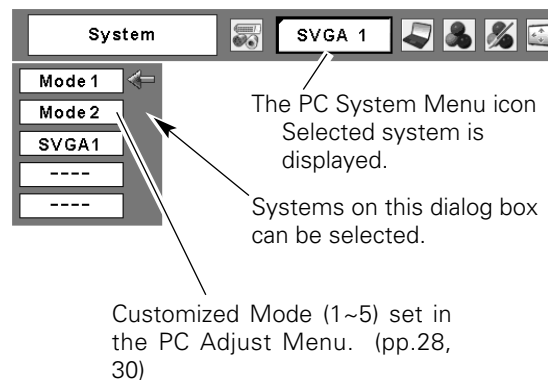 System
SVGA 1
Mode 1
Mode 2
SVGA1
----
----
The PC System Menu icon
Selected system is
displayed.
Systems on this dialog box
can be selected.
Customized Mode (1~5) set in
the PC Adjust Menu. (pp.28,
30)